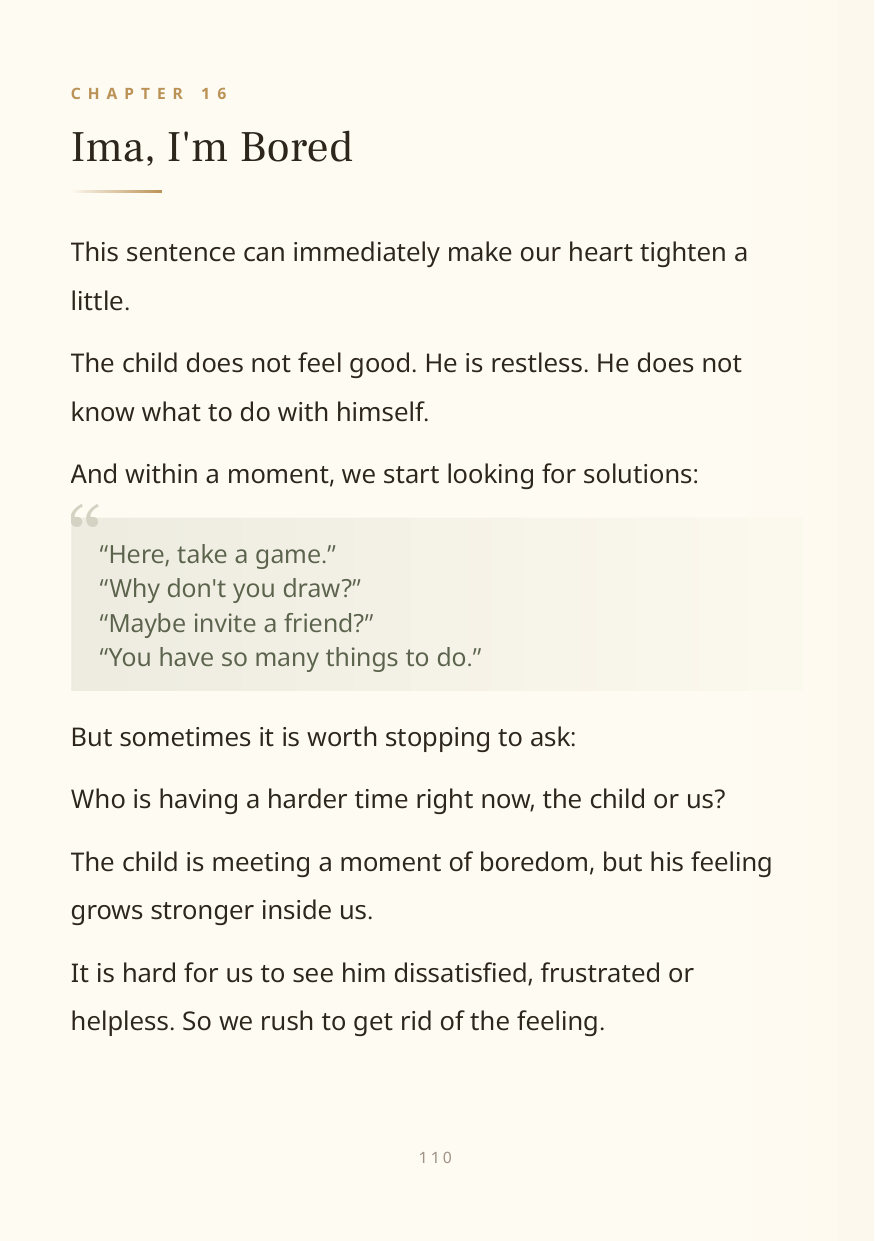 CHAPTER 16
Ima, I'm Bored
This sentence can immediately make our heart tighten a
little.
The child does not feel good. He is restless. He does not
know what to do with himself.
And within a moment, we start looking for solutions:
“
“Here, take a game.”
“Why don't you draw?”
“Maybe invite a friend?”
“You have so many things to do.”
But sometimes it is worth stopping to ask:
Who is having a harder time right now, the child or us?
The child is meeting a moment of boredom, but his feeling
grows stronger inside us.
It is hard for us to see him dissatisfied, frustrated or
helpless. So we rush to get rid of the feeling.
110